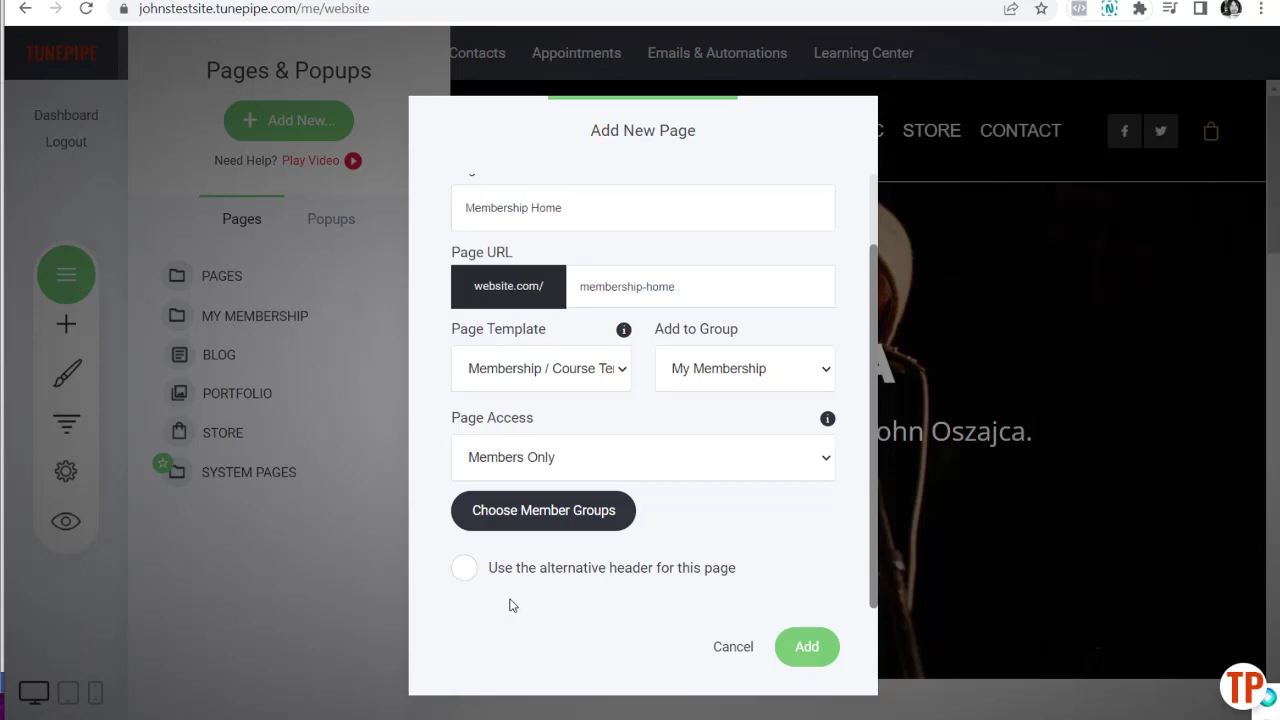 johnstestsite.tunepipe.com/me/website
TUNEPIPE
Dashboard
Logout
Pages & Popups
Add New...
Need Help? Play Video
Pages
Popups
PAGES
MY MEMBERSHIP
BLOG
PORTFOLIO
STORE
SYSTEM PAGES
Contacts
Appointments
Emails & Automations
Learning Center
STORE
CONTACT
ohn Oszajca.
Add New Page
Membership Home
Page URL
website.com/
membership-home
Page Template
Add to Group
Membership / Course Te
My Membership
Page Access
Members Only
Choose Member Groups
Use the alternative header for this page
Cancel
Add
TP